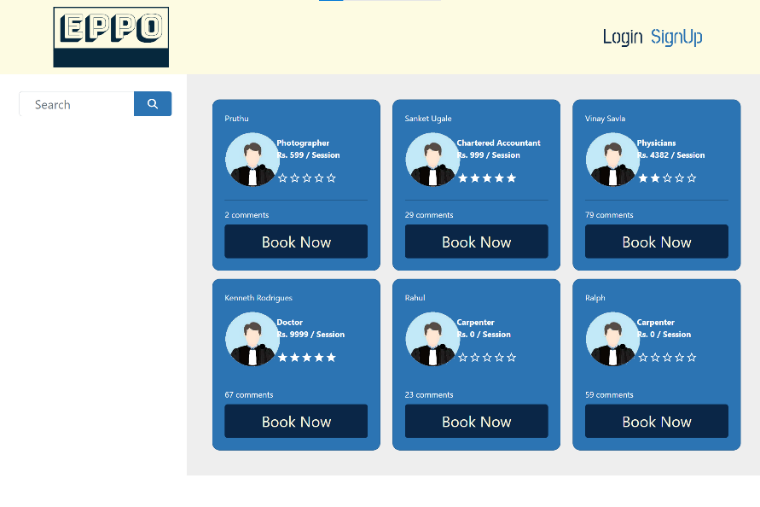 EPPO
Login SignUp
Search
Pruthu
Photographer
Rs. 599 / Session
2 comments
Book Now
Sanket Ugale
Chartered Accountant
Rs. 999 / Session
29 comments
Book Now
Vinay Savla
Physicians
Rs. 4382 / Session
79 comments
Book Now
Kenneth Rodrigues
Doctor
Rs. 9999 / Session
67 comments
Book Now
Rahul
Carpenter
Rs. 0 / Session
23 comments
Book Now
Ralph
Carpenter
Rs. 0 / Session
59 comments
Book Now